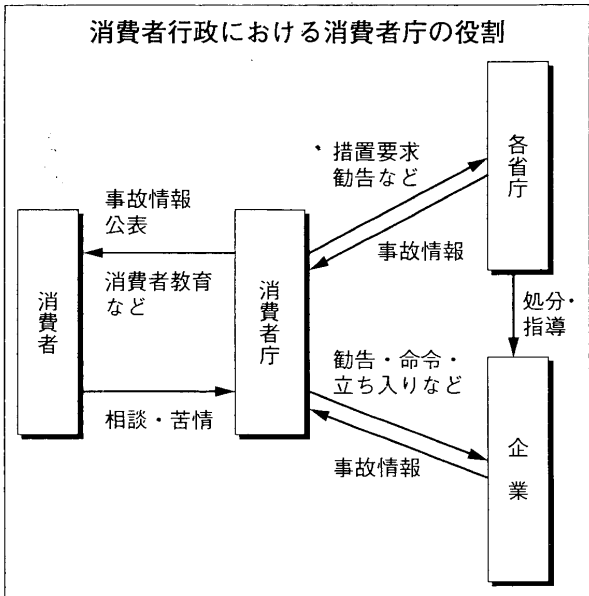 消費者行政における消費者庁の役割
各省庁
措置要求
勧告など
事故情報
事故情報
公表
消費者教育
など
消費者
消費者庁
相談・苦情
処分・
指導
勧告・命令・
立ち入りなど
事故情報
企業